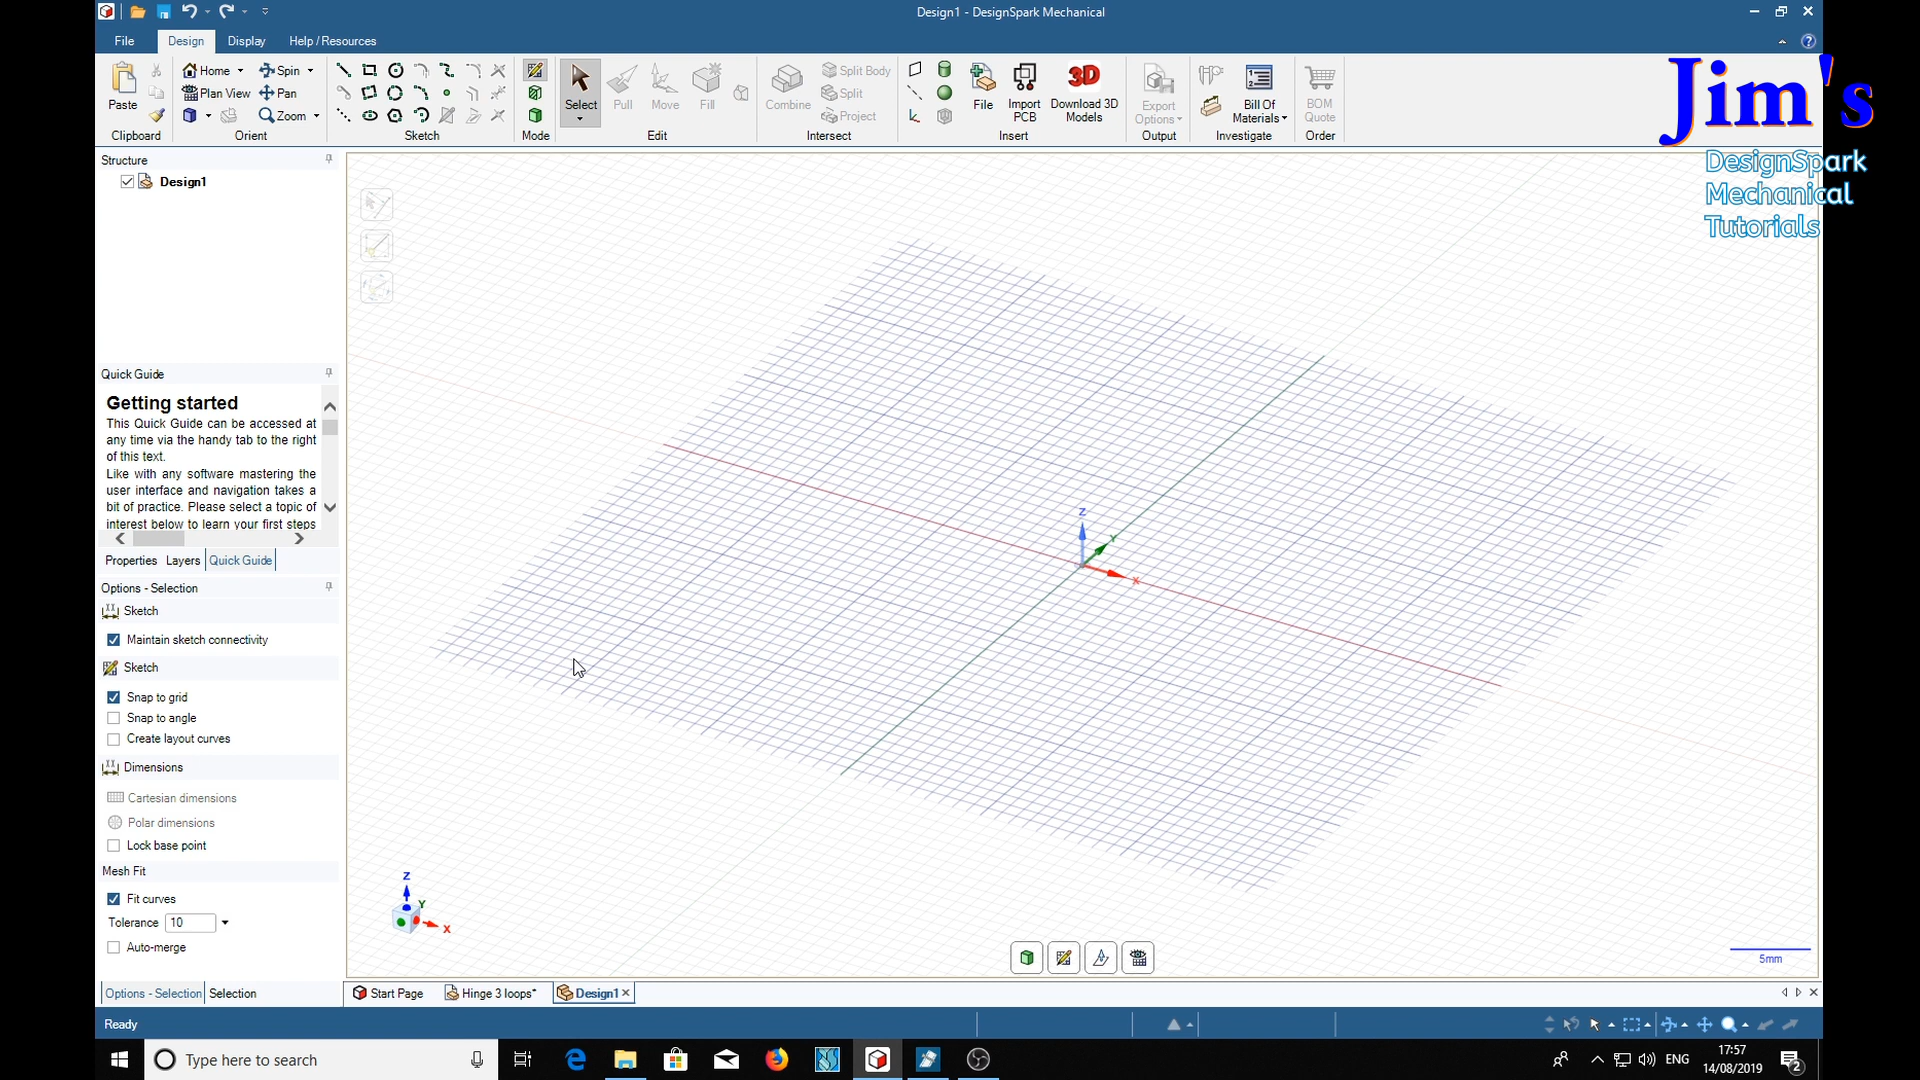 Design1 - DesignSpark Mechanical
File Design Display Help / Resources
Paste
Clipboard
Home Spin
Plan View Pan
Zoom
Orient
Sketch
Mode
Select Pull Move Fill
Edit
Combine
Split Body
Split
Project
Intersect
File
Import
PCB
Download 3D
Models
Insert
Export
Options
Output
Bill Of
Materials
Investigate
BOM
Quote
Order
Jim's
DesignSpark
Mechanical
Tutorials
Structure
Design1
Quick Guide
Getting started
This Quick Guide can be accessed at
any time via the handy tab to the right
of this text.
Like with any software mastering the
user interface and navigation takes a
bit of practice. Please select a topic of
interest below to learn your first steps
Properties Layers Quick Guide
Options - Selection
Sketch
Maintain sketch connectivity
Sketch
Snap to grid
Snap to angle
Create layout curves
Dimensions
Cartesian dimensions
Polar dimensions
Lock base point
Mesh Fit
Fit curves
Tolerance 10
Auto-merge
Options - Selection Selection
Z
Y
X
Z
Y
X
5mm
Start Page Hinge 3 loops* Design1
Ready
Type here to search
ENG
17:57
14/08/2019
2